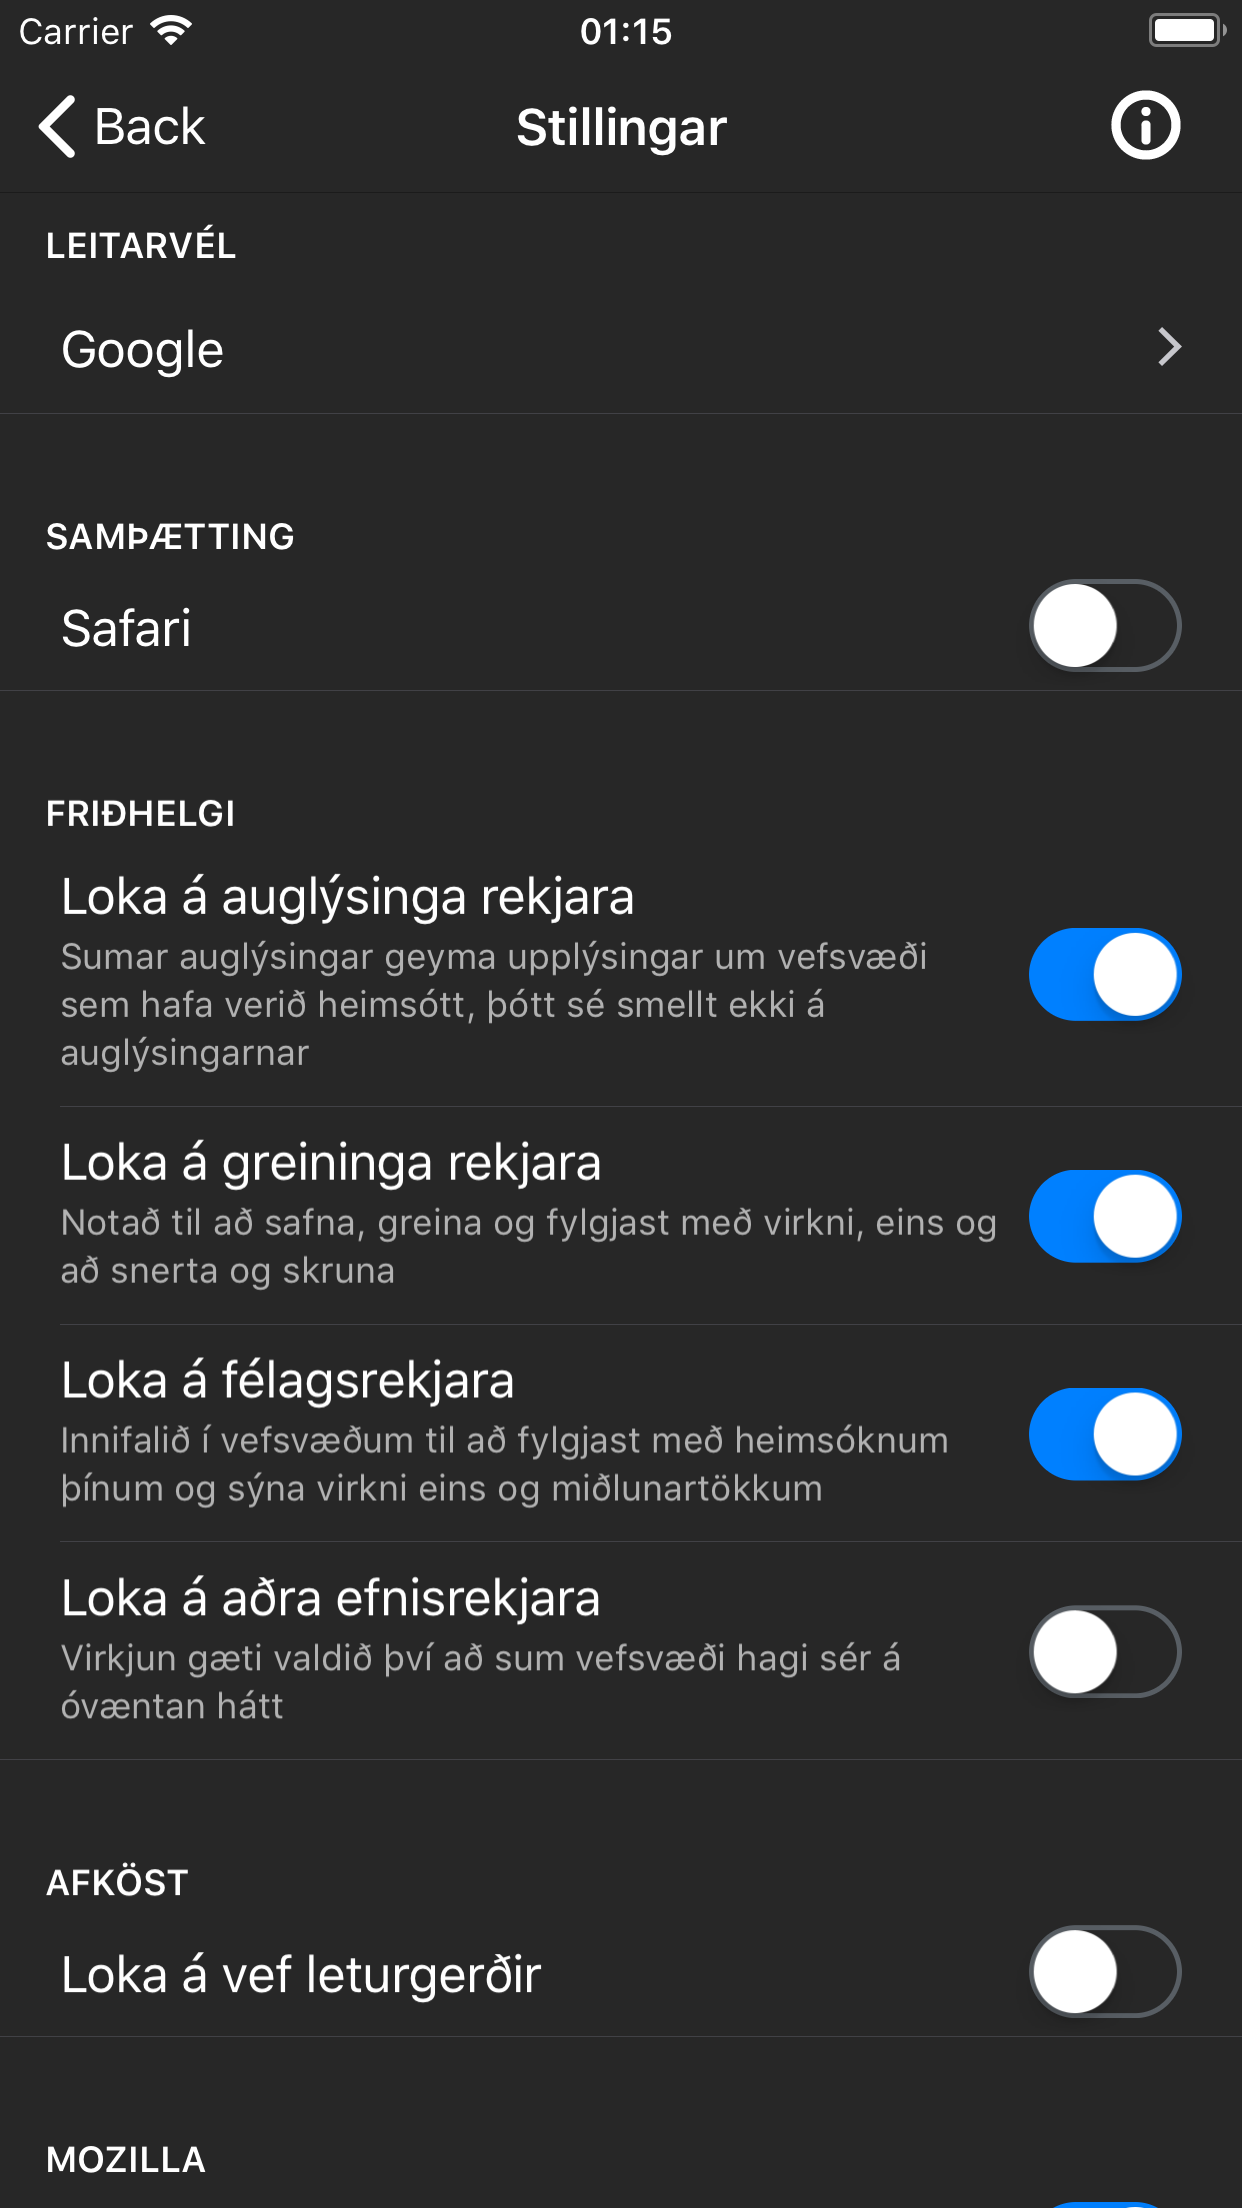 Carrier
01:15
Back
Stillingar
LEITARVÉL
Google
SAMÞÆTTING
Safari
FRIÐHELGI
Loka á auglýsinga rekjara
Sumar auglýsingar geyma upplýsingar um vefsvæði
sem hafa verið heimsótt, þótt sé smellt ekki á
auglýsingarnar
Loka á greininga rekjara
Notað til að safna, greina og fylgjast með virkni, eins og
að snerta og skruna
Loka á félagsrekjara
Innifalið í vefsvæðum til að fylgjast með heimsóknum
þínum og sýna virkni eins og miðlunartökkum
Loka á aðra efnisrekjara
Virkjun gæti valdið því að sum vefsvæði hagi sér á
óvæntan hátt
AFKÖST
Loka á vef leturgerðir
MOZILLA